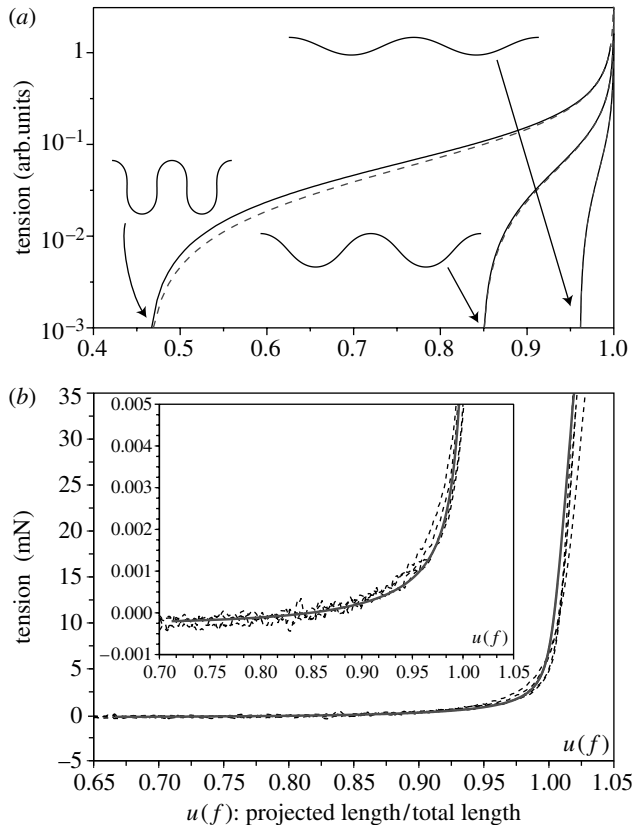 (a)
tension (arb.units)
1
10⁻¹
10⁻²
10⁻³
0.4 0.5 0.6 0.7 0.8 0.9 1.0
(b)
tension (mN)
35
30
25
20
15
10
5
0
−5
0.005
0.004
0.003
0.002
0.001
0.000
−0.001
u(f)
0.70 0.75 0.80 0.85 0.90 0.95 1.00 1.05
u(f)
0.65 0.70 0.75 0.80 0.85 0.90 0.95 1.00 1.05
u(f): projected length/total length